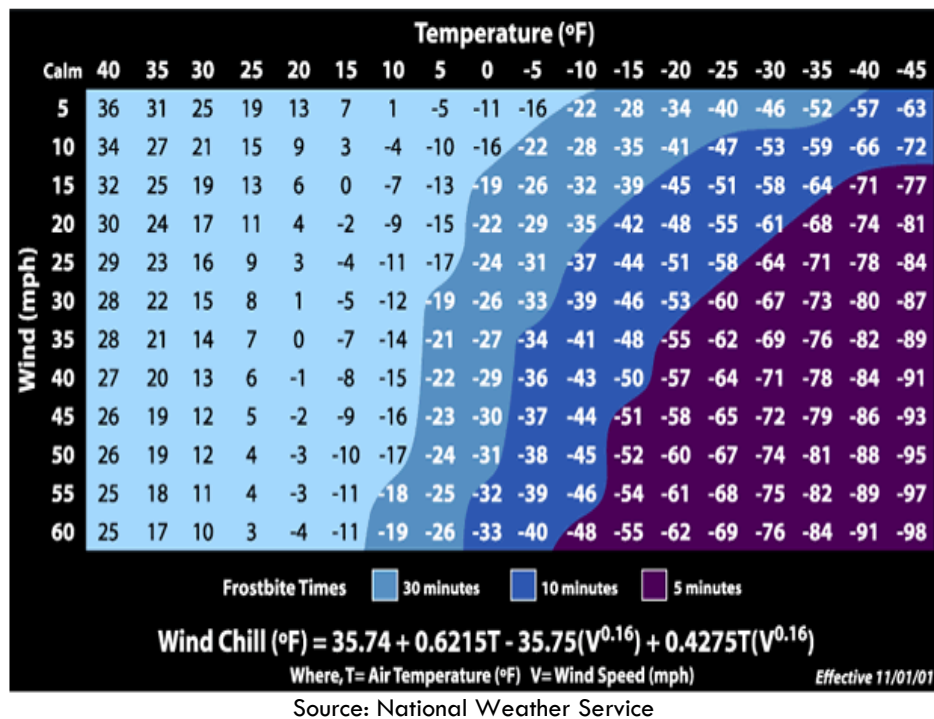 Temperature (ºF)
Calm 40 35 30 25 20 15 10 5 0 -5 -10 -15 -20 -25 -30 -35 -40 -45
5 36 31 25 19 13 7 1 -5 -11 -16 -22 -28 -34 -40 -46 -52 -57 -63
10 34 27 21 15 9 3 -4 -10 -16 -22 -28 -35 -41 -47 -53 -59 -66 -72
15 32 25 19 13 6 0 -7 -13 -19 -26 -32 -39 -45 -51 -58 -64 -71 -77
20 30 24 17 11 4 -2 -9 -15 -22 -29 -35 -42 -48 -55 -61 -68 -74 -81
25 29 23 16 9 3 -4 -11 -17 -24 -31 -37 -44 -51 -58 -64 -71 -78 -84
30 28 22 15 8 1 -5 -12 -19 -26 -33 -39 -46 -53 -60 -67 -73 -80 -87
35 28 21 14 7 0 -7 -14 -21 -27 -34 -41 -48 -55 -62 -69 -76 -82 -89
40 27 20 13 6 -1 -8 -15 -22 -29 -36 -43 -50 -57 -64 -71 -78 -84 -91
45 26 19 12 5 -2 -9 -16 -23 -30 -37 -44 -51 -58 -65 -72 -79 -86 -93
50 26 19 12 4 -3 -10 -17 -24 -31 -38 -45 -52 -60 -67 -74 -81 -88 -95
55 25 18 11 4 -3 -11 -18 -25 -32 -39 -46 -54 -61 -68 -75 -82 -89 -97
60 25 17 10 3 -4 -11 -19 -26 -33 -40 -48 -55 -62 -69 -76 -84 -91 -98
Wind (mph)
Frostbite Times 30 minutes 10 minutes 5 minutes
Wind Chill (ºF) = 35.74 + 0.6215T - 35.75(V^0.16) + 0.4275T(V^0.16)
Where, T= Air Temperature (ºF) V= Wind Speed (mph) Effective 11/01/01
Source: National Weather Service